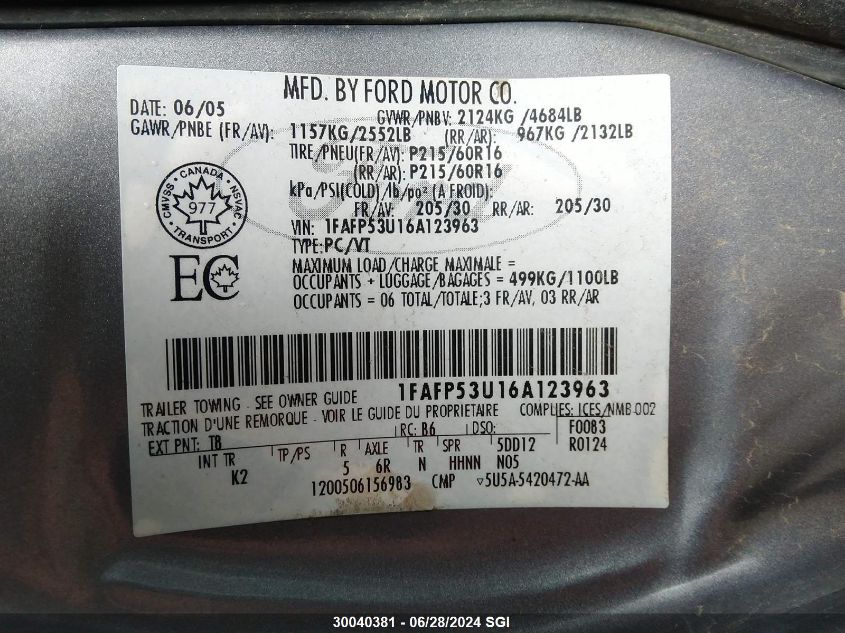 MFD. BY FORD MOTOR CO.
DATE: 06/05 GVWR/PNBV: 2124KG /4684LB
GAWR/PNBE (FR/AV): 1157KG/2552LB (RR/AR): 967KG /2132LB
TIRE/PNEU(FR/AV): P215/60R16
(RR/AR): P215/60R16
kPa/PSI(COLD) /lb/po² (A FROID):
FR/AV: 205/30 RR/AR: 205/30
VIN: 1FAFP53U16A123963
TYPE:PC/VT
CMVSS CANADA NSVAC
977
TRANSPORT
EC
MAXIMUM LOAD/CHARGE MAXIMALE =
OCCUPANTS + LUGGAGE/BAGAGES = 499KG/1100LB
OCCUPANTS = 06 TOTAL/TOTALE;3 FR/AV, 03 RR/AR
1FAFP53U16A123963
TRAILER TOWING - SEE OWNER GUIDE
TRACTION D'UNE REMORQUE - VOIR LE GUIDE DU PROPRIETAIRE COMPLIES: ICES/NMB-002
EXT PNT: T8 RC: B6 DSO: F0083
R0124
INT TR TP/PS R AXLE TR SPR 5DD12
K2 5 6R N HHNN N05
1200506156983 CMP ▽5U5A-5420472-AA
30040381 - 06/28/2024 SGI